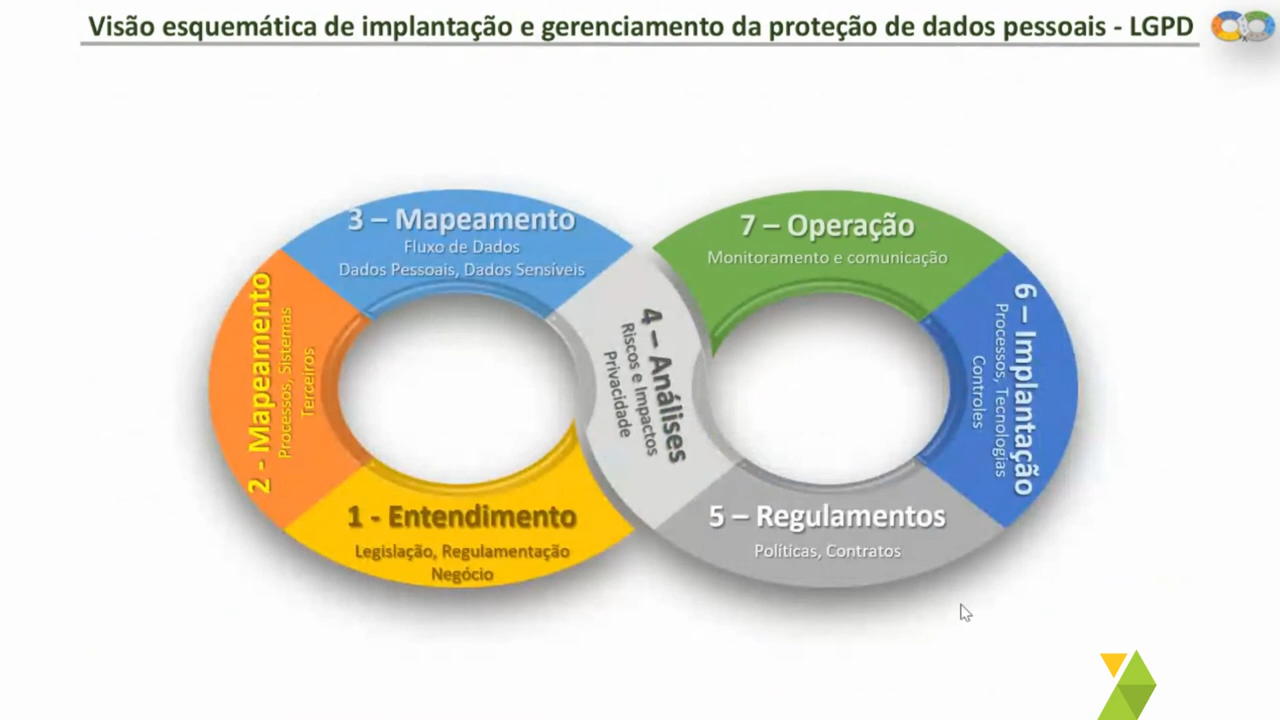 Visão esquemática de implantação e gerenciamento da proteção de dados pessoais - LGPD
1 - Entendimento
Legislação, Regulamentação
Negócio
2 - Mapeamento
Processos, Sistemas
Terceiros
3 – Mapeamento
Fluxo de Dados
Dados Pessoais, Dados Sensíveis
4 – Análises
Riscos e Impactos
Privacidade
5 – Regulamentos
Políticas, Contratos
6 – Implantação
Processos, Tecnologias
Controles
7 – Operação
Monitoramento e comunicação